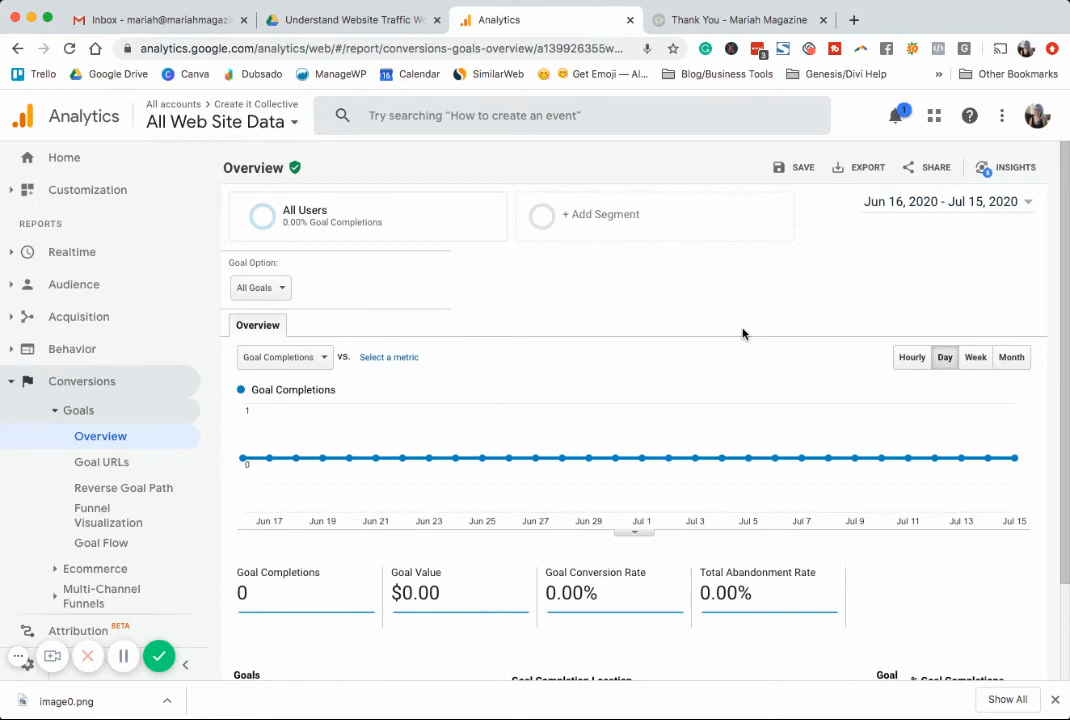 Inbox - mariah@mariahmagazi
Understand Website Traffic W
Analytics
Thank You - Mariah Magazine
analytics.google.com/analytics/web/#/report/conversions-goals-overview/a139926355w...
3
Trello
Google Drive
Canva
Dubsado
ManageWP
16
Calendar
SimilarWeb
Get Emoji — Al...
Blog/Business Tools
Genesis/Divi Help
»
Other Bookmarks
Analytics
All accounts > Create it Collective
All Web Site Data
Try searching "How to create an event"
1
Home
Customization
REPORTS
Realtime
Audience
Acquisition
Behavior
Conversions
Goals
Overview
Goal URLs
Reverse Goal Path
Funnel
Visualization
Goal Flow
Ecommerce
Multi-Channel
Funnels
Attribution BETA
Overview
SAVE
EXPORT
SHARE
8
INSIGHTS
All Users
0.00% Goal Completions
+ Add Segment
Jun 16, 2020 - Jul 15, 2020
Goal Option:
All Goals
Overview
Goal Completions
VS.
Select a metric
Hourly
Day
Week
Month
Goal Completions
1
0
Jun 17
Jun 19
Jun 21
Jun 23
Jun 25
Jun 27
Jun 29
Jul 1
Jul 3
Jul 5
Jul 7
Jul 9
Jul 11
Jul 13
Jul 15
Goal Completions
0
Goal Value
$0.00
Goal Conversion Rate
0.00%
Total Abandonment Rate
0.00%
Goals
Goal Completion Location
Goal
% Goal Completions
image0.png
Show All